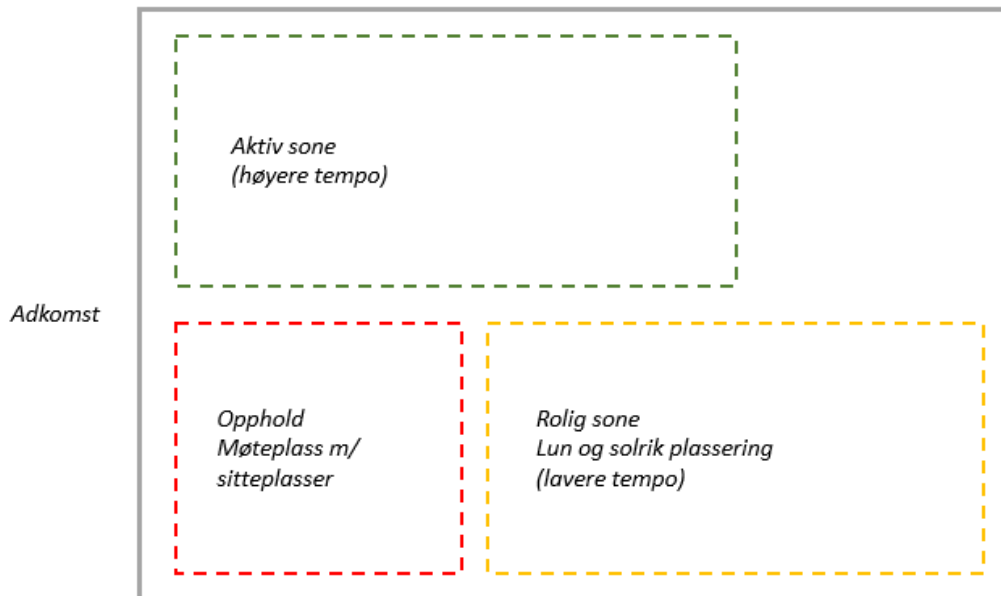 Aktiv sone
(høyere tempo)
Adkomst
Opphold
Møteplass m/
sitteplasser
Rolig sone
Lun og solrik plassering
(lavere tempo)